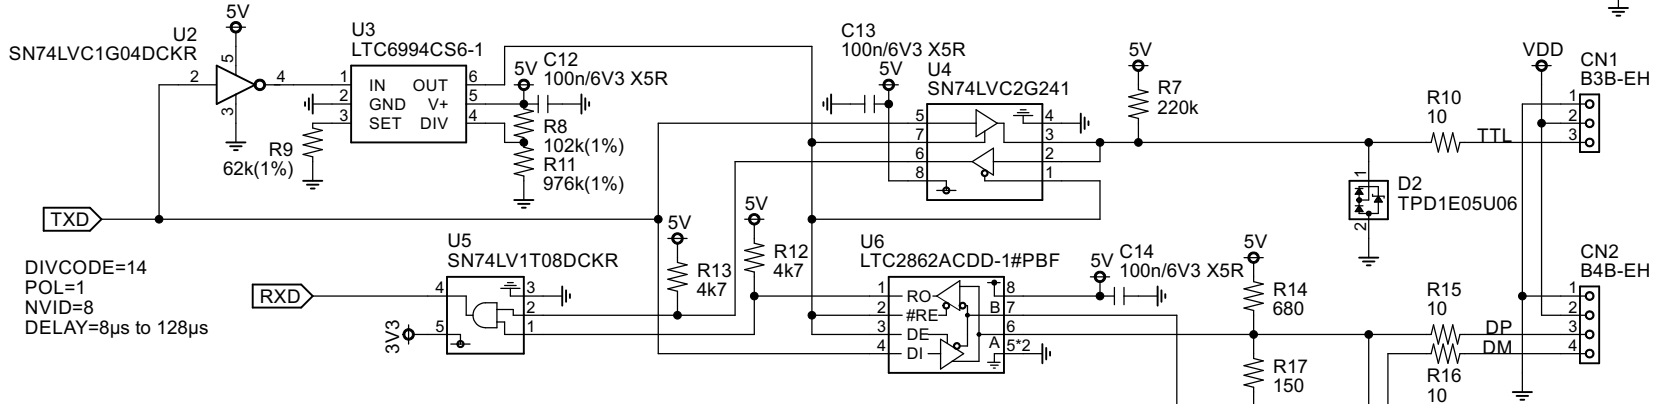 5V
U2
SN74LVC1G04DCKR
5
2
4
3
U3
LTC6994CS6-1
1 IN OUT 6
2 GND V+ 5
3 SET DIV 4
R9
62k(1%)
5V
C12
100n/6V3 X5R
R8
102k(1%)
R11
976k(1%)
C13
100n/6V3 X5R
5V
U4
SN74LVC2G241
5 4
7 3
6 2
8 1
5V
R7
220k
R10
10
TTL
VDD
CN1
B3B-EH
1
2
3
1
D2
TPD1E05U06
2
TXD
DIVCODE=14
POL=1
NVID=8
DELAY=8µs to 128µs
RXD
3V3
U5
SN74LV1T08DCKR
4 3
2
5 1
5V
R13
4k7
5V
R12
4k7
U6
LTC2862ACDD-1#PBF
1 RO 8
2 #RE B 7
3 DE 6
4 DI A 5*2
5V
C14
100n/6V3 X5R
5V
R14
680
R17
150
R15
10
DP
DM
R16
10
CN2
B4B-EH
1
2
3
4